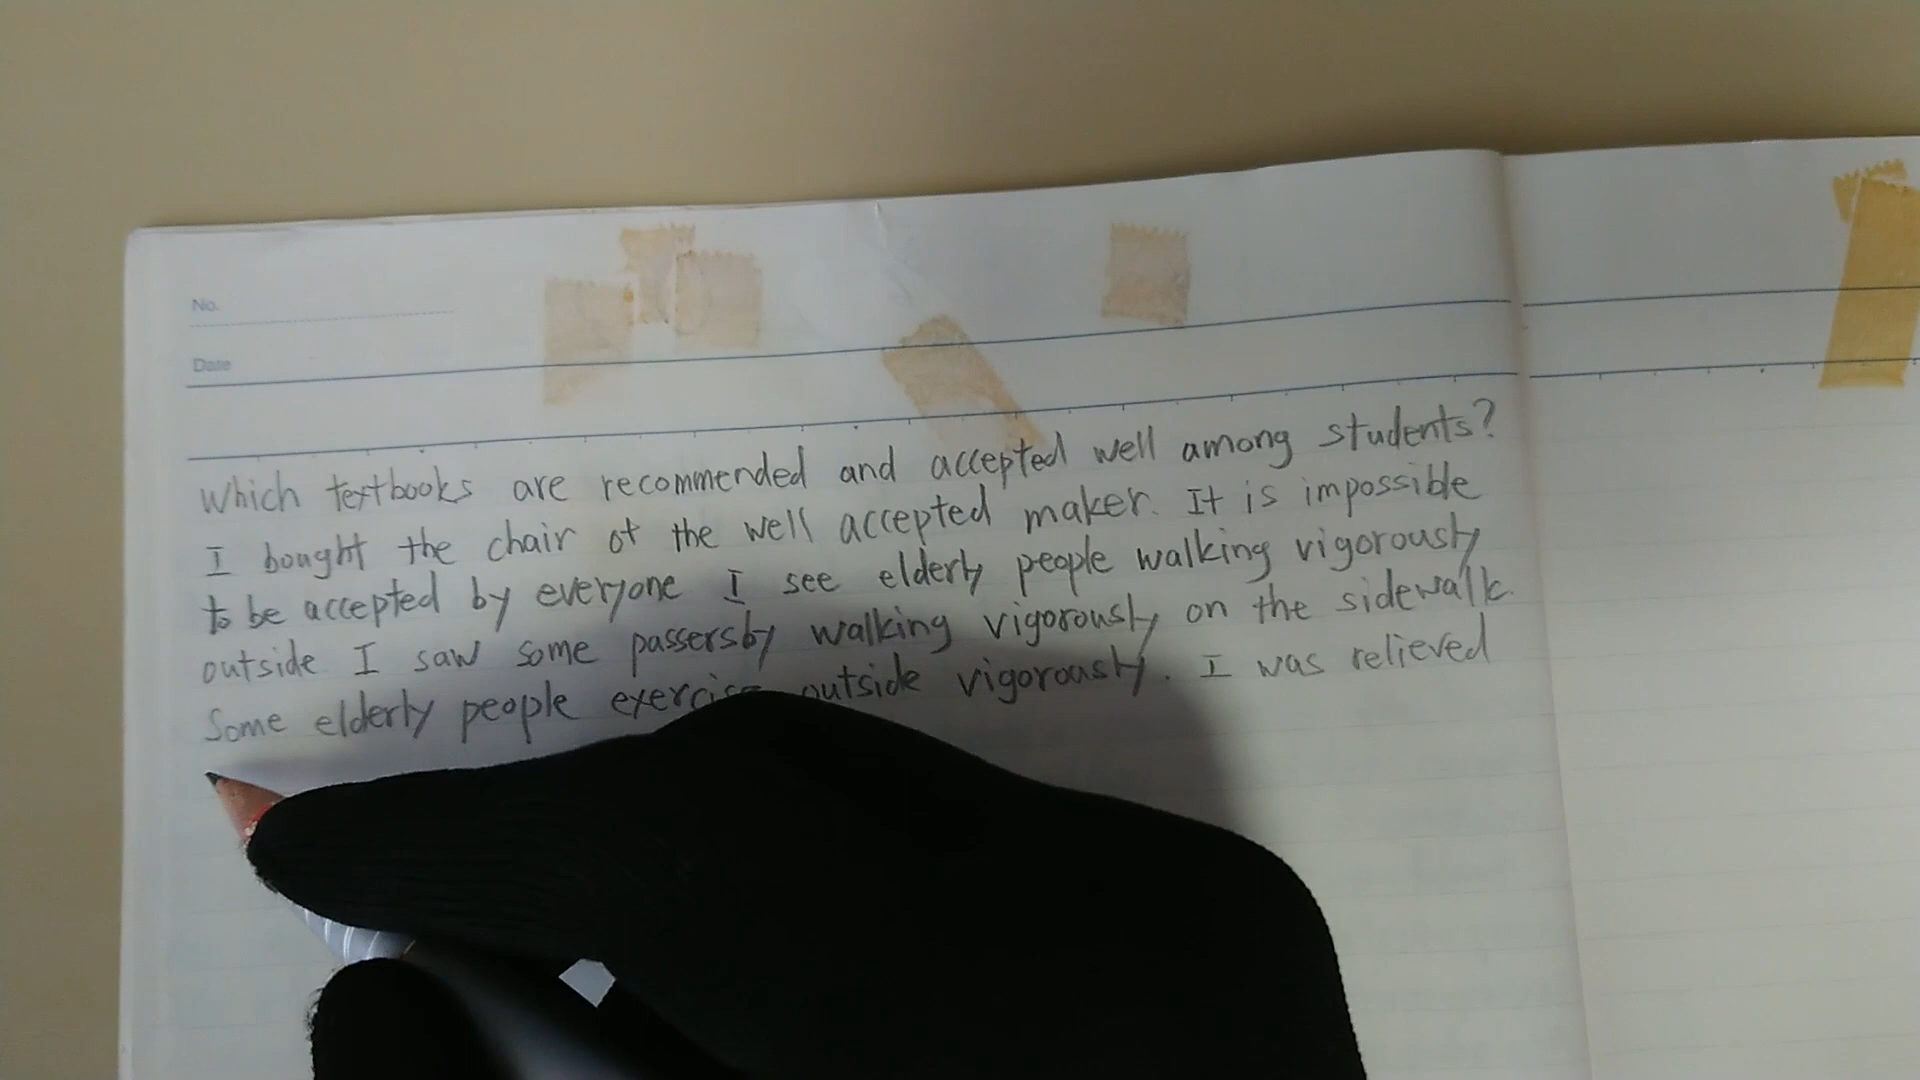 No.
Date
Which textbooks are recommended and accepted well among students?
I bought the chair of the well accepted maker. It is impossible
to be accepted by everyone I see elderly people walking vigorously
outside I saw some passersby walking vigorously on the sidewalk.
Some elderly people exercise outside vigorously. I was relieved